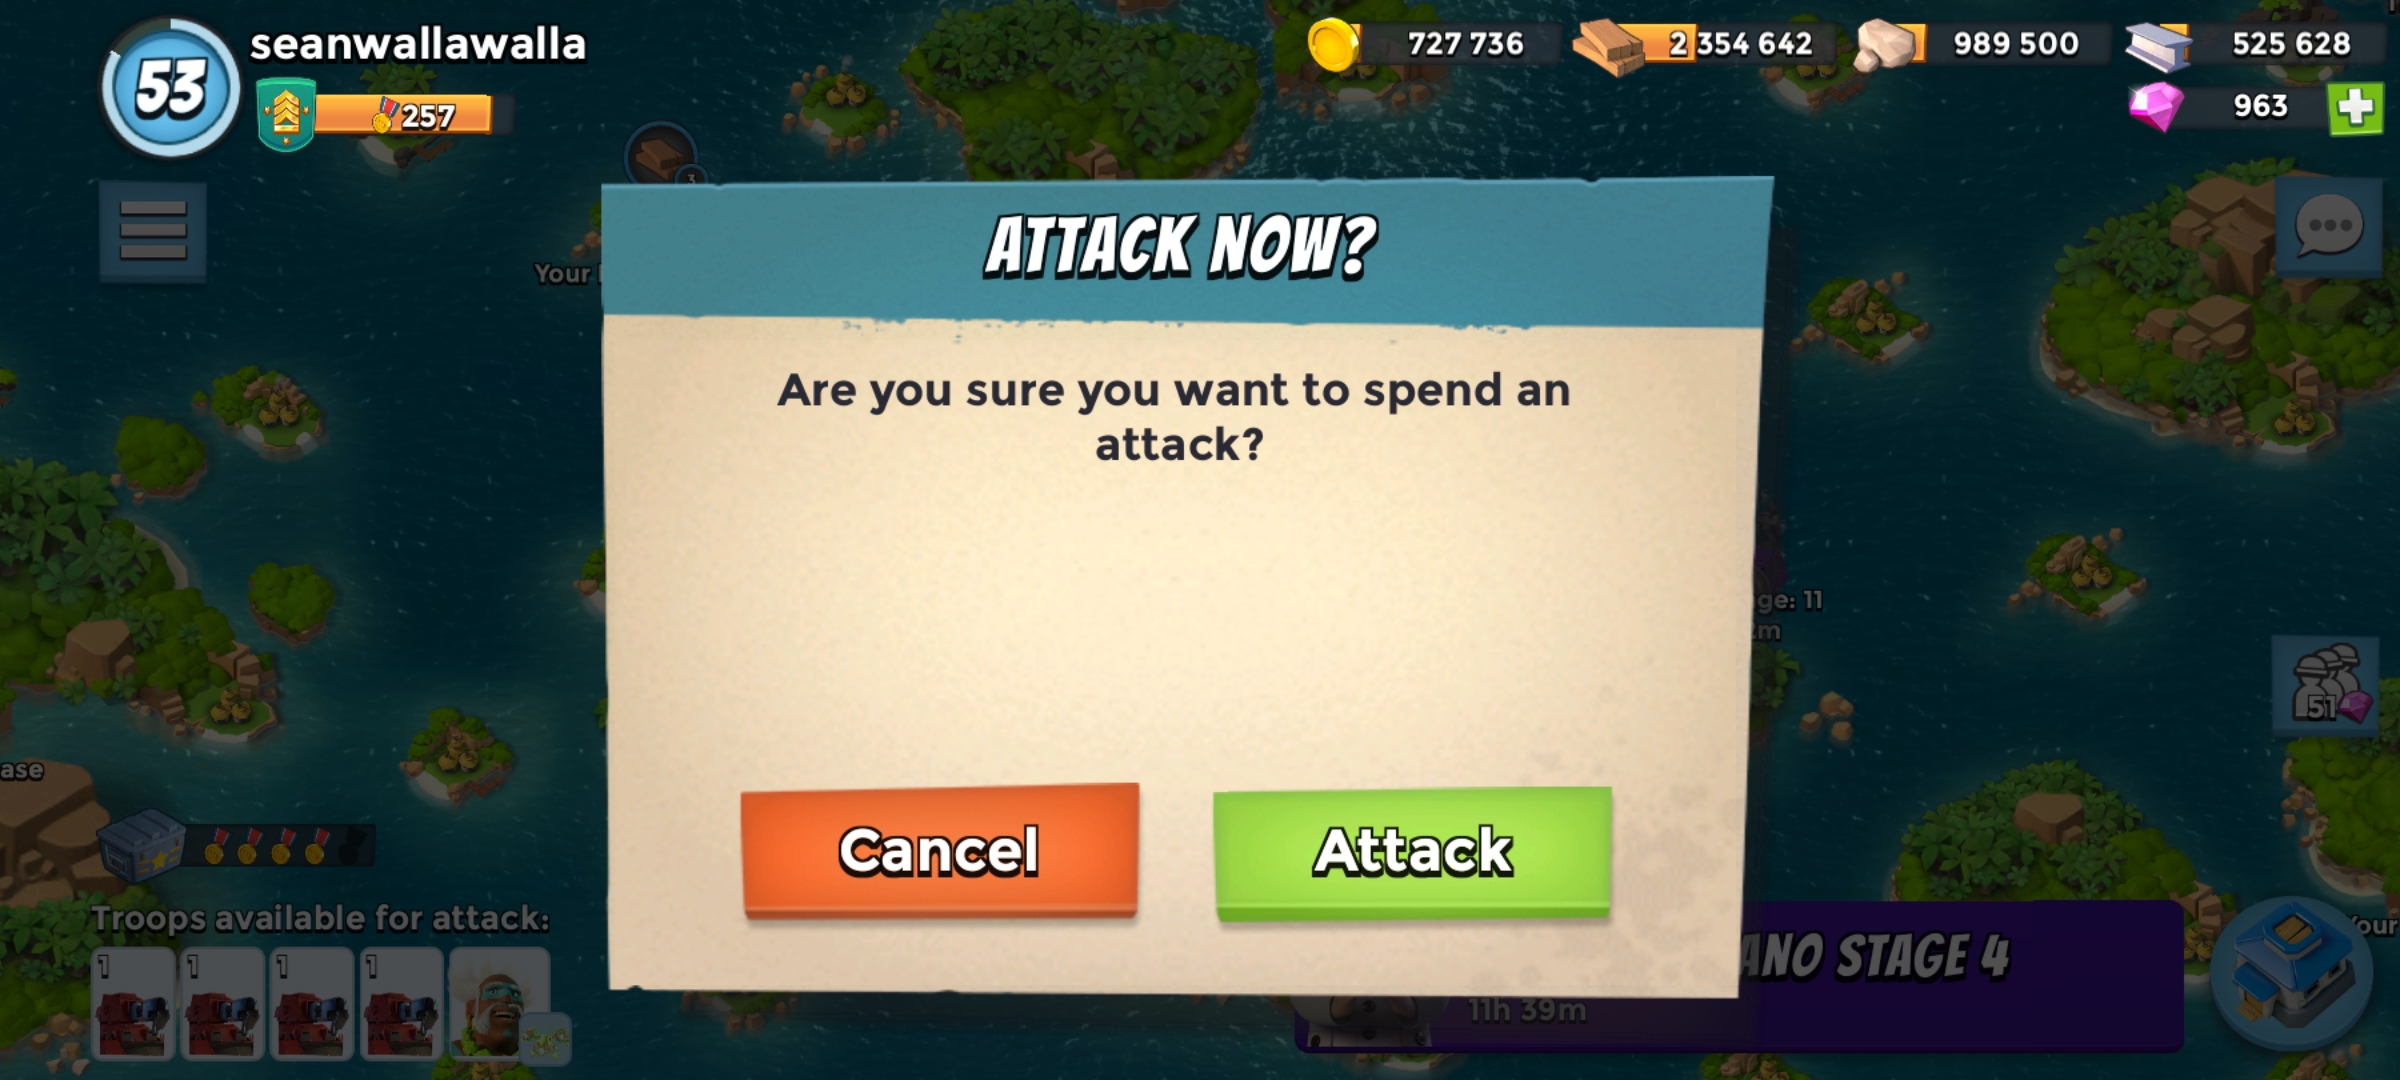 53
seanwallawalla
257
727 736
2 354 642
989 500
525 628
963
3
Your
ATTACK NOW?
Are you sure you want to spend an
attack?
ge: 11
2m
51
ase
Cancel
Attack
Troops available for attack:
1
1
1
1
ANO STAGE 4
11h 39m
Your